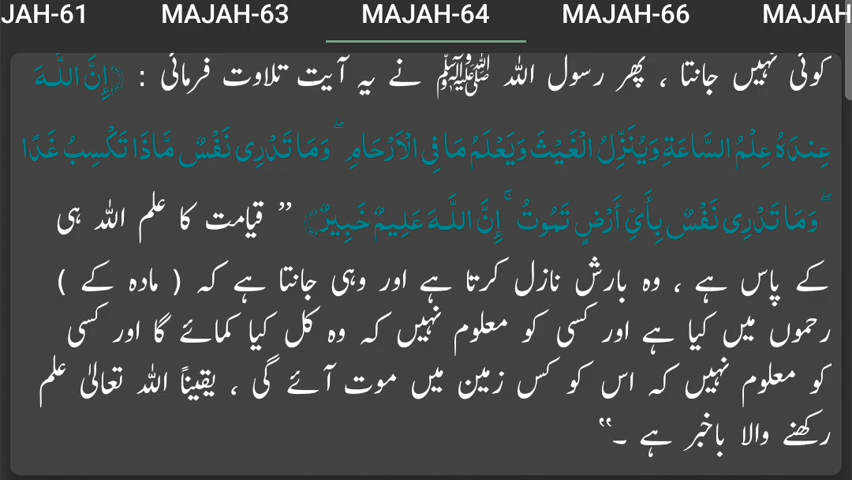 JAH-61 MAJAH-63 MAJAH-64 MAJAH-66 MAJAH
کوئی نہیں جانتا ، پھر رسول اللہ ﷺ نے یہ آیت تلاوت فرمائی : ﴿إِنَّ اللَّـهَ
عِندَهُ عِلْمُ السَّاعَةِ وَيُنَزِّلُ الْغَيْثَ وَيَعْلَمُ مَا فِي الْأَرْحَامِ ۖ وَمَا تَدْرِي نَفْسٌ مَّاذَا تَكْسِبُ غَدًا
ۖ وَمَا تَدْرِي نَفْسٌ بِأَيِّ أَرْضٍ تَمُوتُ ۚ إِنَّ اللَّـهَ عَلِيمٌ خَبِيرٌ﴾ ” قیامت کا علم اللہ ہی
کے پاس ہے ، وہ بارش نازل کرتا ہے اور وہی جانتا ہے کہ ( مادہ کے )
رحموں میں کیا ہے اور کسی کو معلوم نہیں کہ وہ کل کیا کمائے گا اور کسی
کو معلوم نہیں کہ اس کو کس زمین میں موت آئے گی ، یقیناً اللہ تعالیٰ علم
رکھنے والا باخبر ہے ۔“